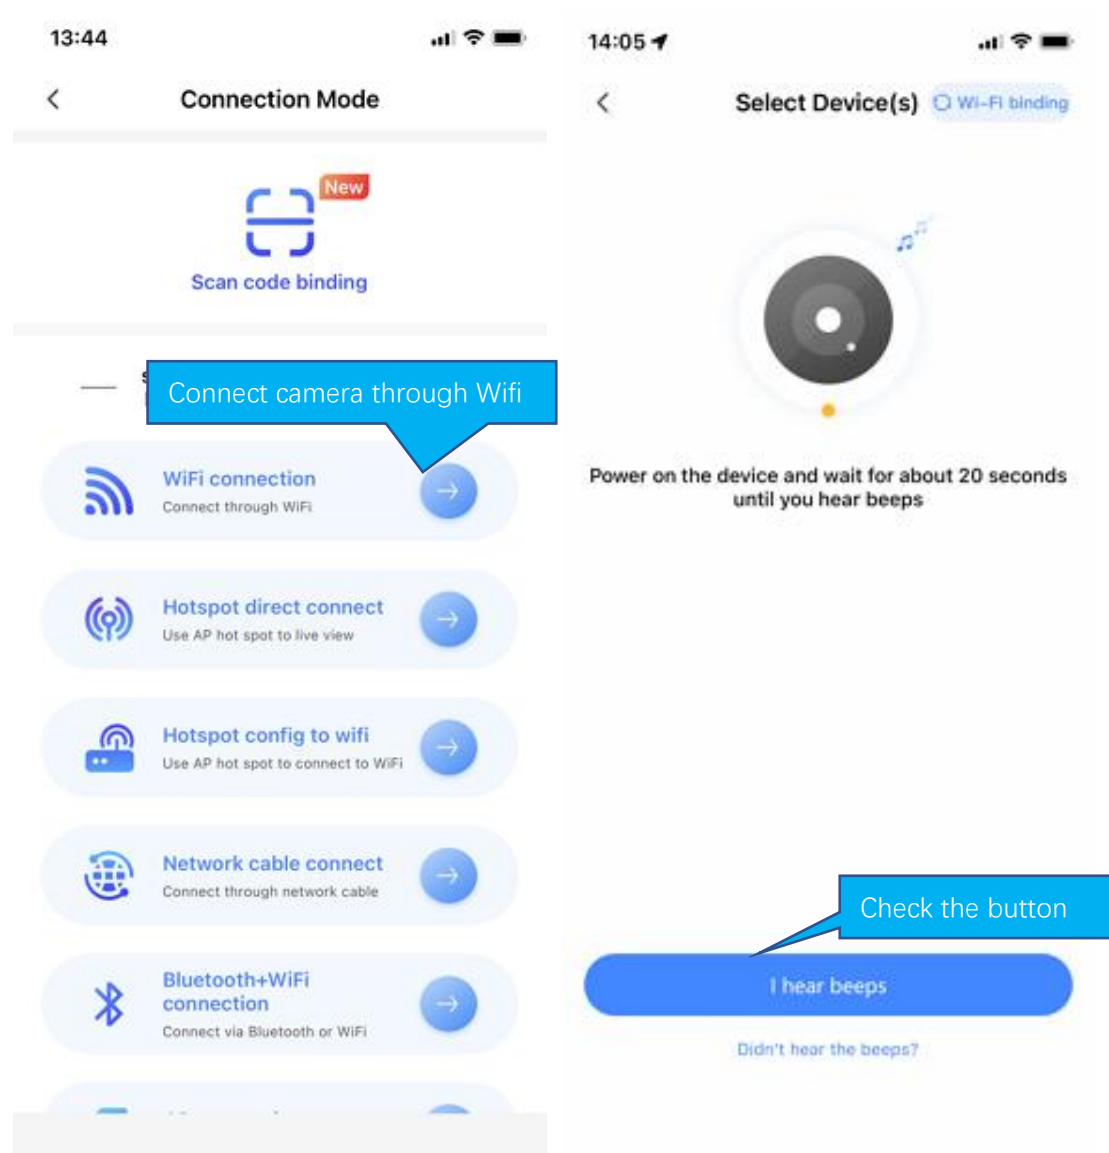 13:44
Connection Mode
New
Scan code binding
Connect camera through Wifi
WiFi connection
Connect through WiFi
Hotspot direct connect
Use AP hot spot to live view
Hotspot config to wifi
Use AP hot spot to connect to WiFi
Network cable connect
Connect through network cable
Bluetooth+WiFi
connection
Connect via Bluetooth or WiFi
14:05
Select Device(s)
Wi-Fi binding
Power on the device and wait for about 20 seconds
until you hear beeps
Check the button
I hear beeps
Didn't hear the beeps?